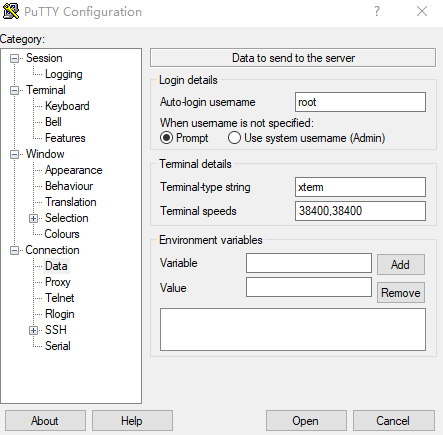 PuTTY Configuration
?
Category:
Session
Logging
Terminal
Keyboard
Bell
Features
Window
Appearance
Behaviour
Translation
Selection
Colours
Connection
Data
Proxy
Telnet
Rlogin
SSH
Serial
Data to send to the server
Login details
Auto-login username root
When username is not specified:
Prompt Use system username (Admin)
Terminal details
Terminal-type string xterm
Terminal speeds 38400,38400
Environment variables
Variable Add
Value Remove
About Help Open Cancel